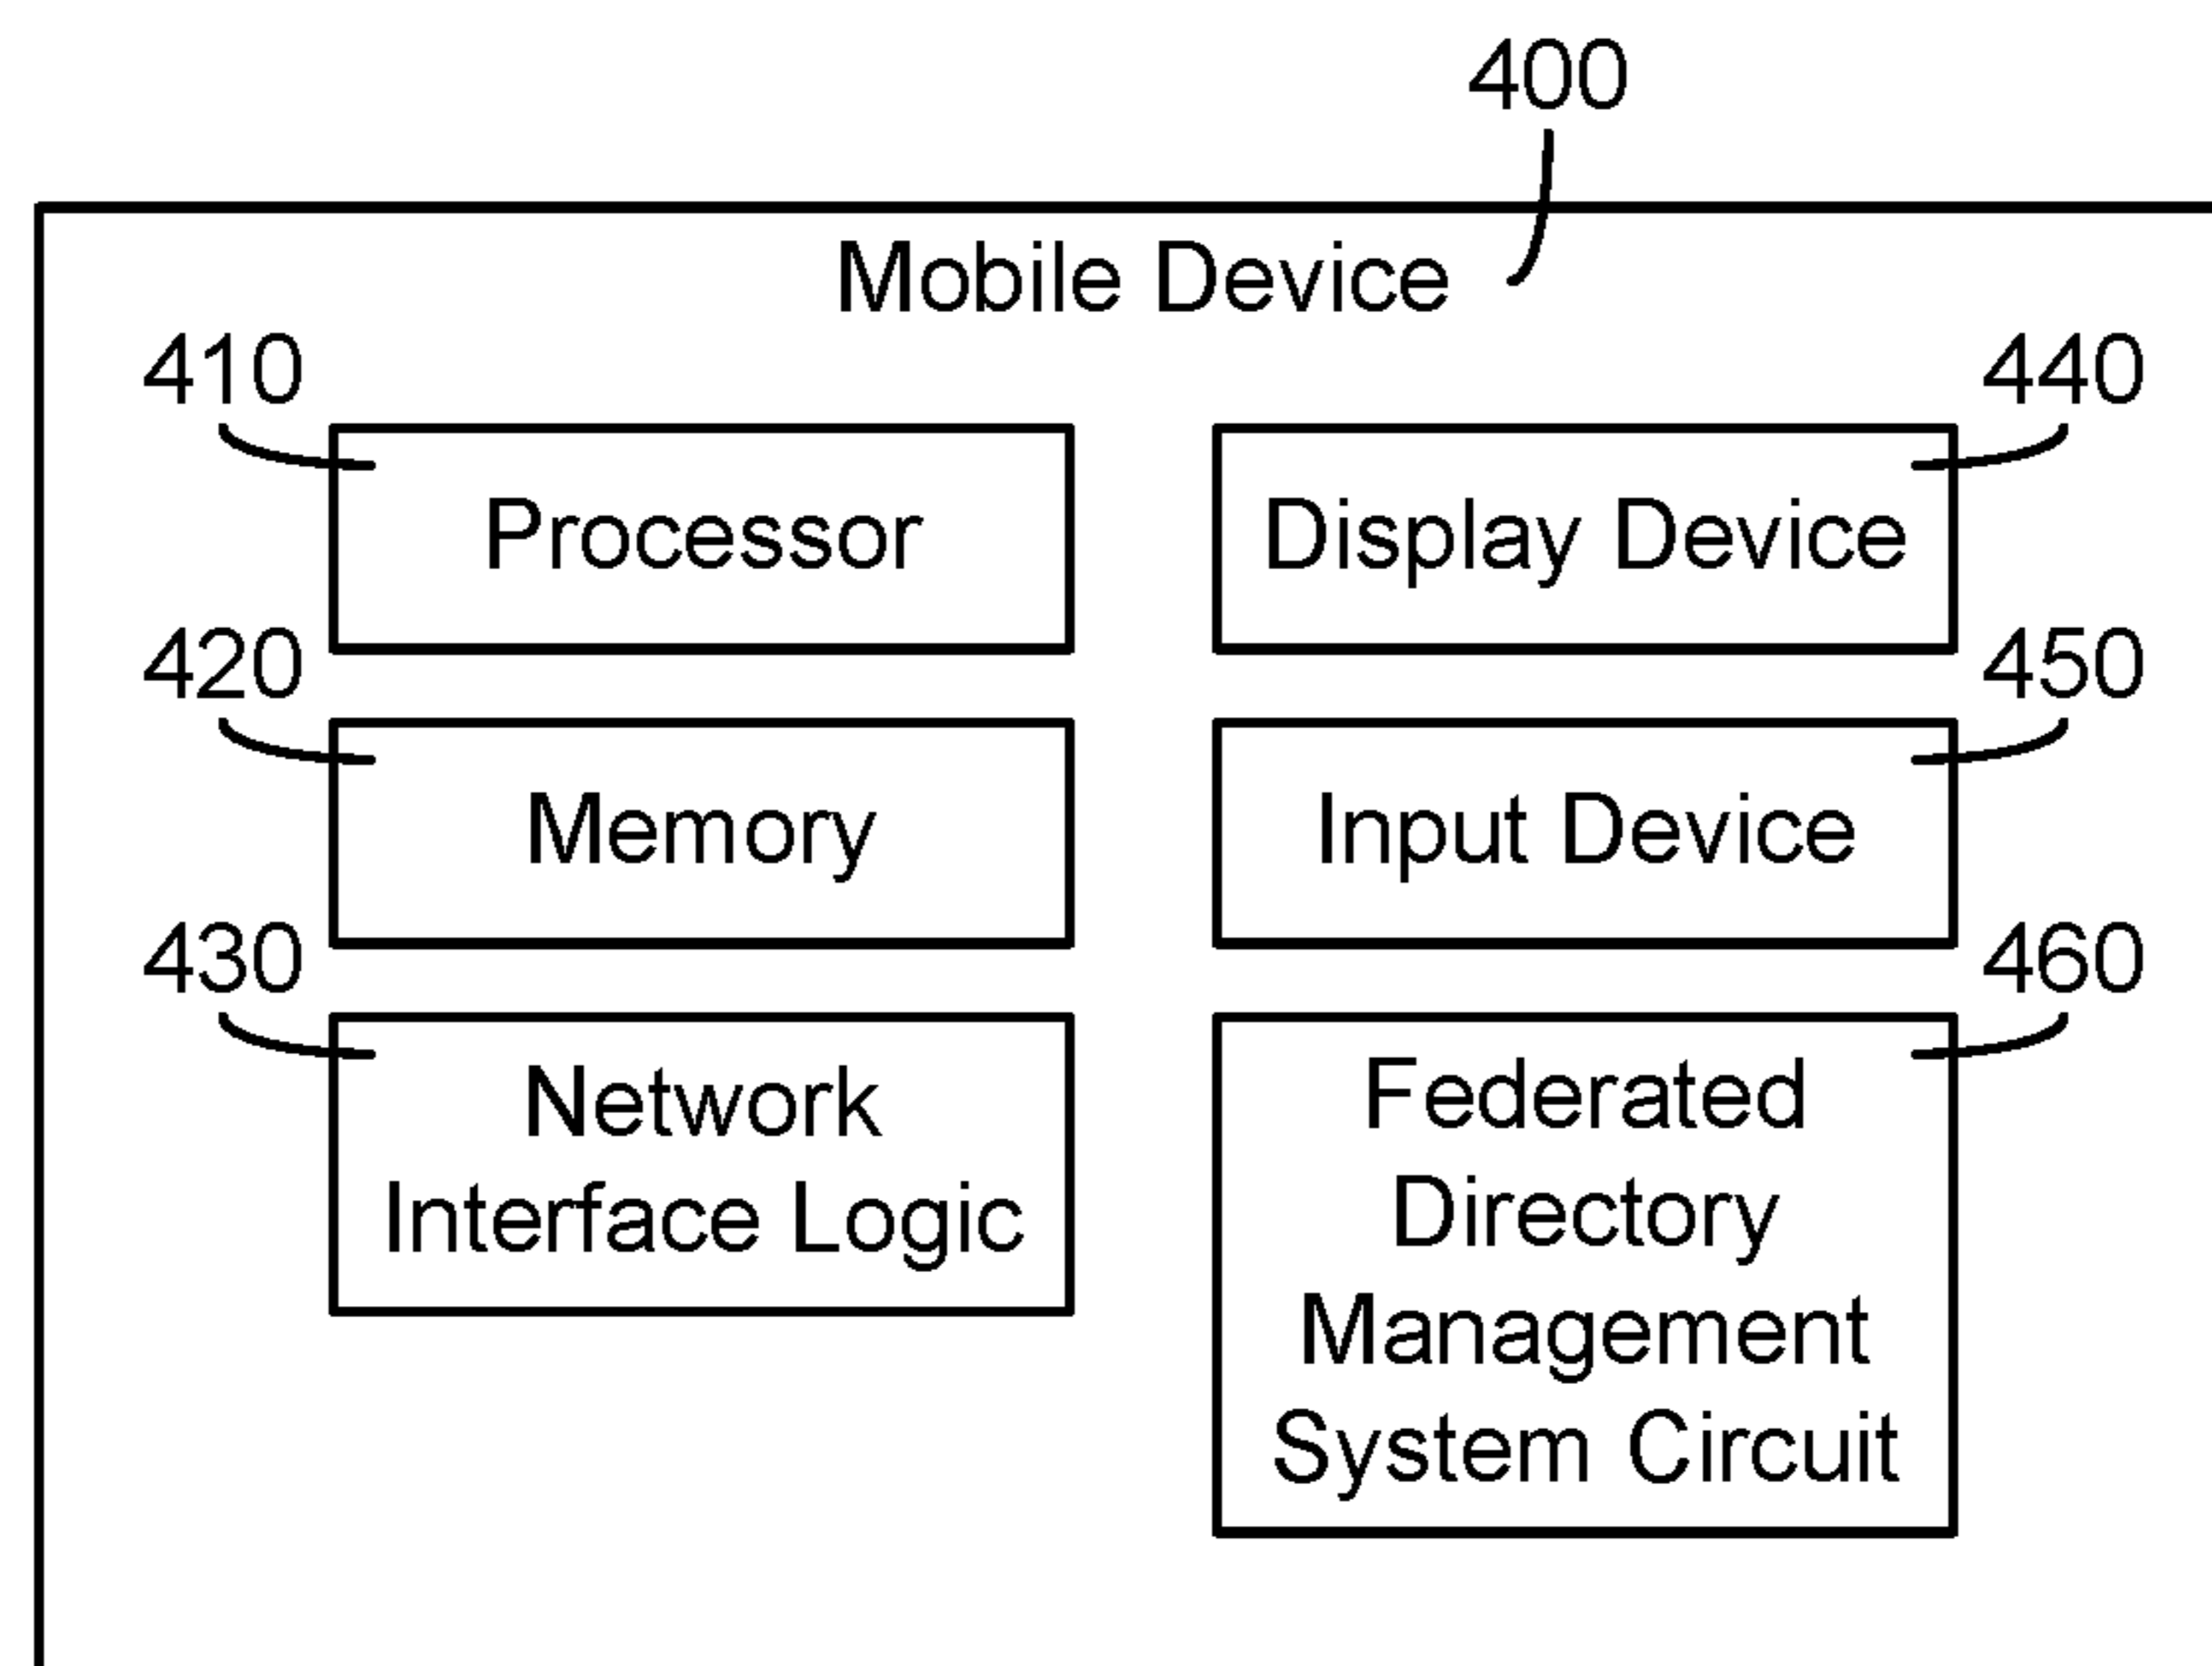 400
Mobile Device
410
Processor
440
Display Device
420
Memory
450
Input Device
430
Network
Interface Logic
460
Federated
Directory
Management
System Circuit